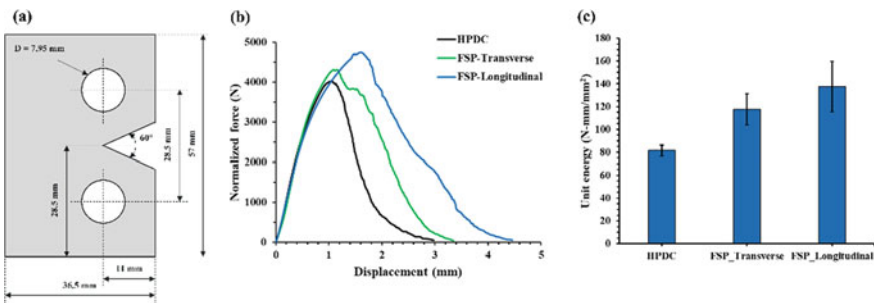 (a)
D = 7.95 mm
60°
28.5 mm
28.5 mm
57 mm
11 mm
36.5 mm
(b)
HPDC
FSP-Transverse
FSP-Longitudinal
Normalized force (N)
5000
4000
3000
2000
1000
0
0 1 2 3 4 5
Displacement (mm)
(c)
Unit energy (N-mm/mm²)
180
160
140
120
100
80
60
40
20
0
HPDC FSP_Transverse FSP_Longitudinal